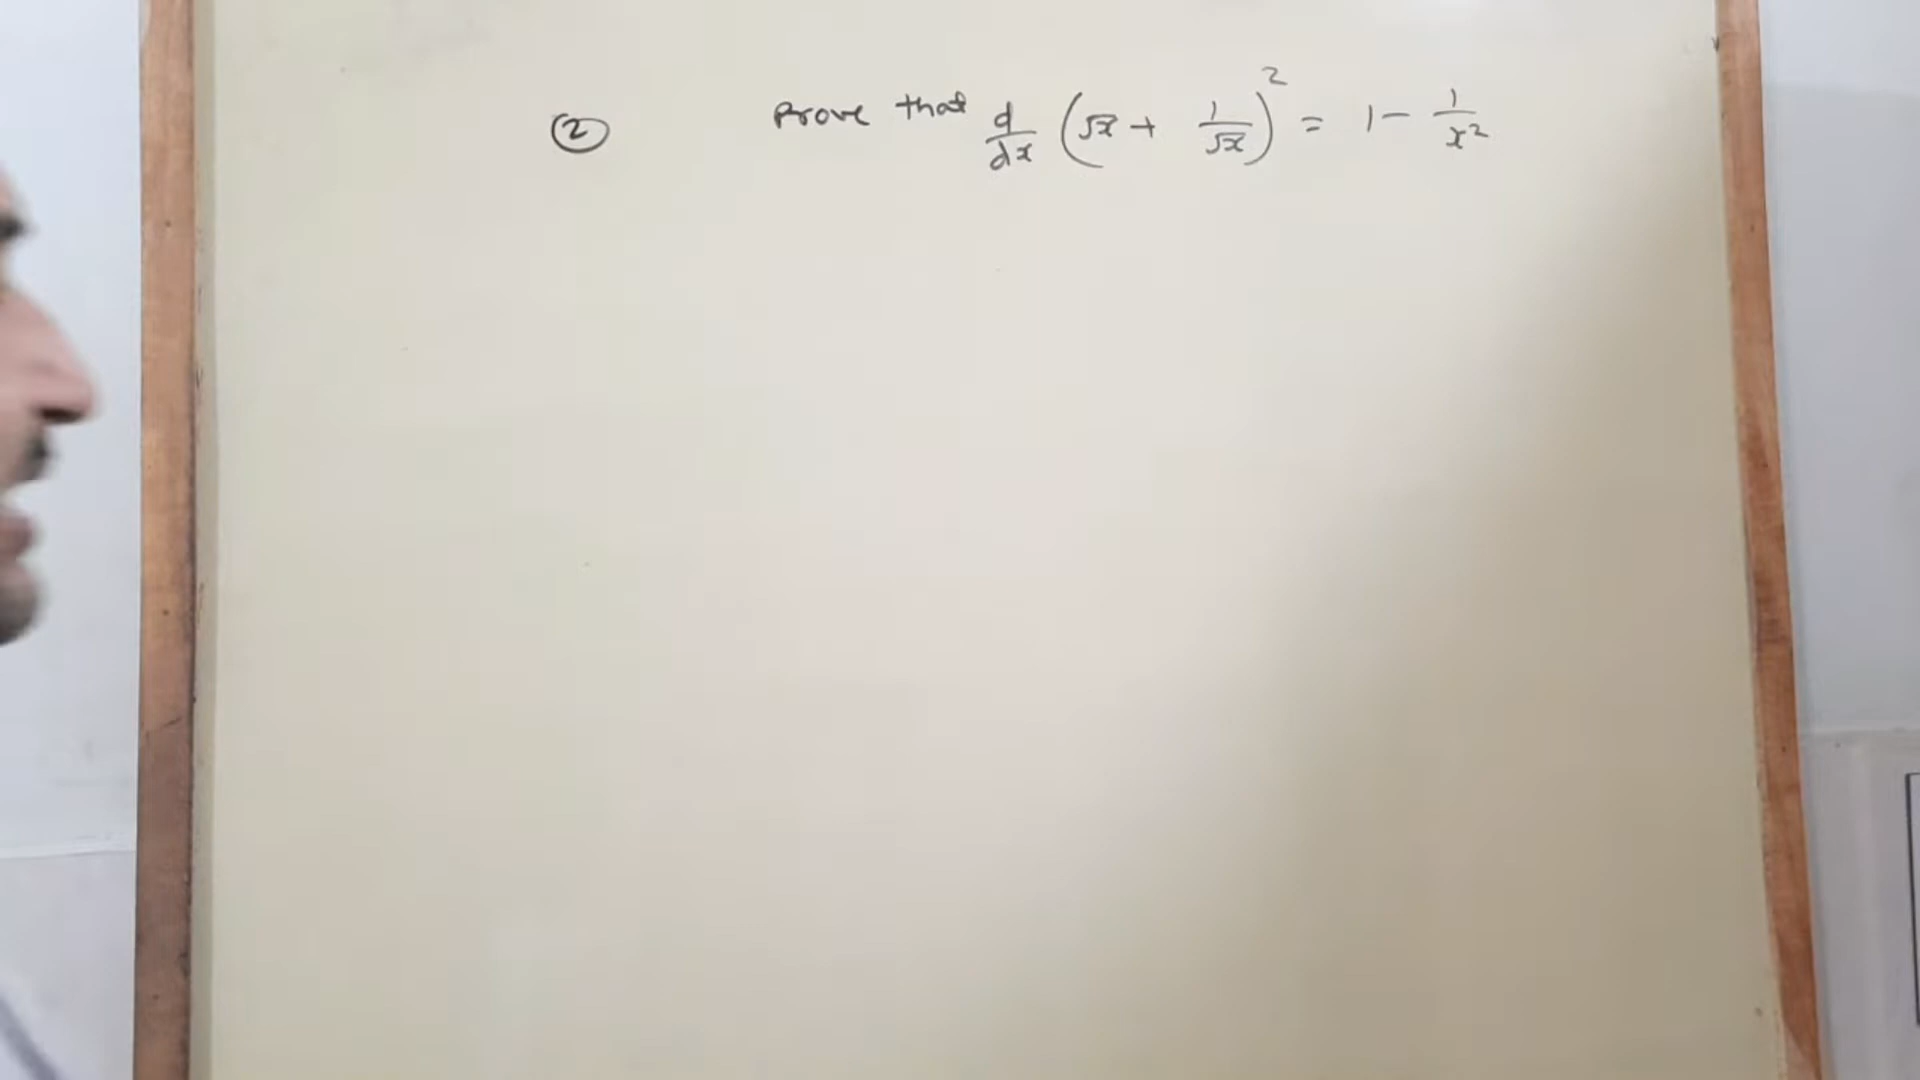 ② Prove that d/dx (√x + 1/√x)² = 1 - 1/x²